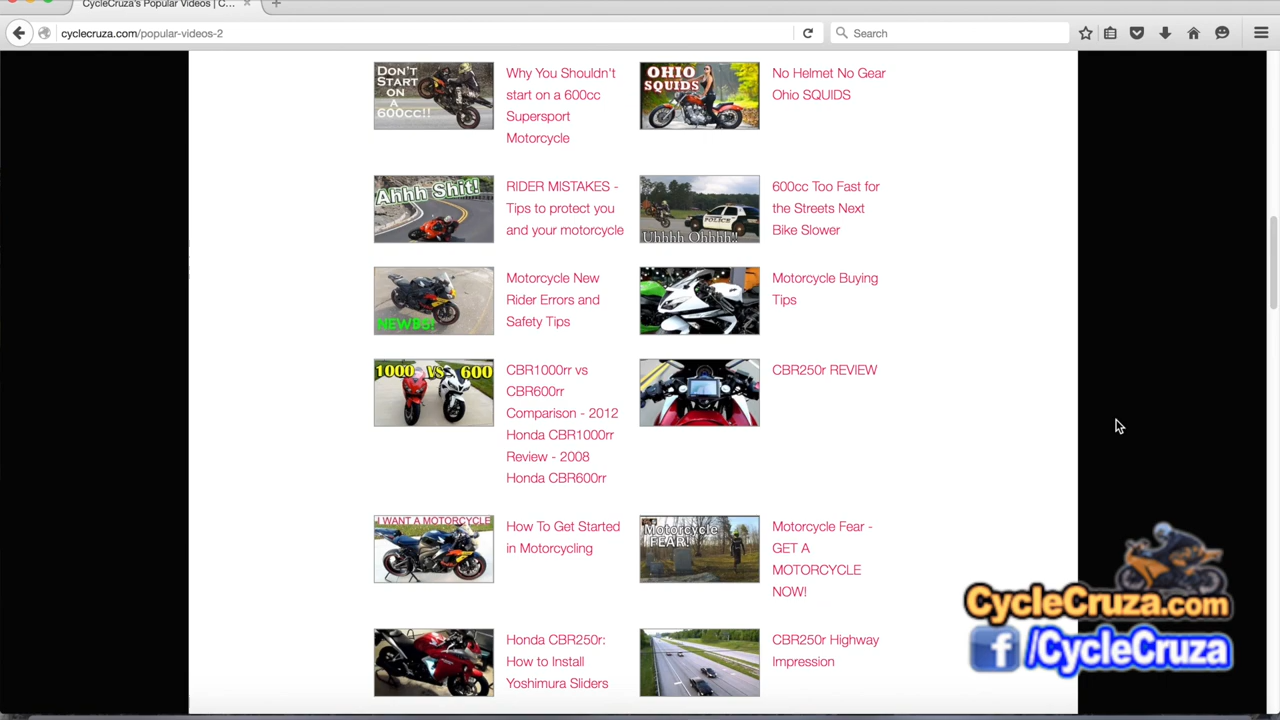 CycleCruza's Popular Videos | C...
cyclecruza.com/popular-videos-2
Search
DON'T
START
ON
A
600CC!!
Why You Shouldn't
start on a 600cc
Supersport
Motorcycle
OHIO
SQUIDS
No Helmet No Gear
Ohio SQUIDS
Ahhh Shit!
RIDER MISTAKES -
Tips to protect you
and your motorcycle
POLICE
Uhhhh Ohhhh!!
600cc Too Fast for
the Streets Next
Bike Slower
NEWBS!
Motorcycle New
Rider Errors and
Safety Tips
Motorcycle Buying
Tips
1000 VS 600
CBR1000rr vs
CBR600rr
Comparison - 2012
Honda CBR1000rr
Review - 2008
Honda CBR600rr
CBR250r REVIEW
I WANT A MOTORCYCLE
How To Get Started
in Motorcycling
Motorcycle
FEAR!
Motorcycle Fear -
GET A
MOTORCYCLE
NOW!
Honda CBR250r:
How to Install
Yoshimura Sliders
CBR250r Highway
Impression
CycleCruza.com
f /CycleCruza